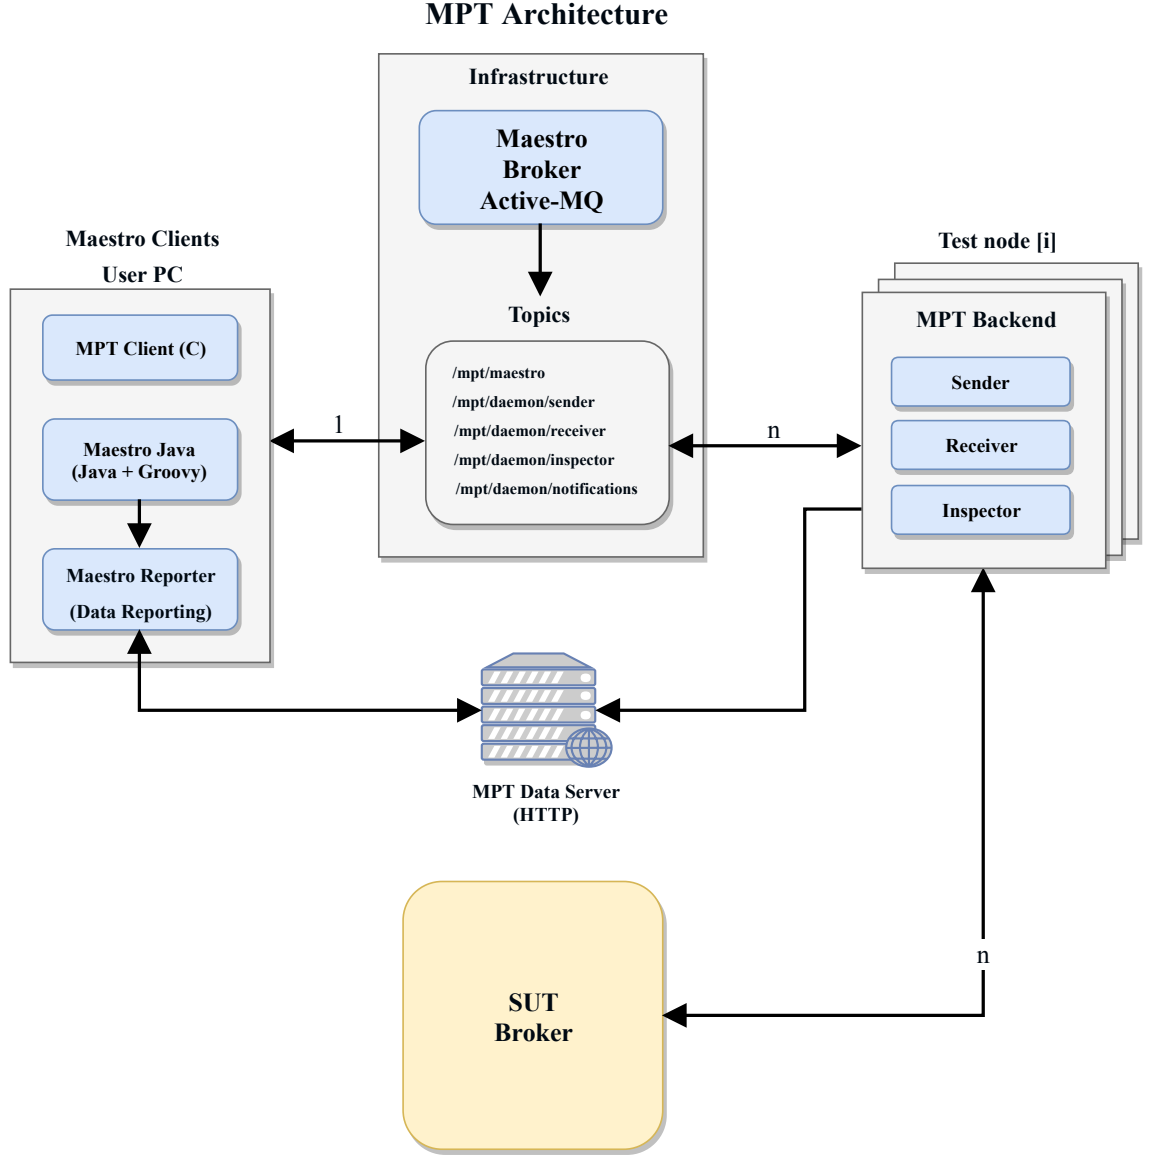 MPT Architecture
Infrastructure
Maestro
Broker
Active-MQ
Topics
/mpt/maestro
/mpt/daemon/sender
/mpt/daemon/receiver
/mpt/daemon/inspector
/mpt/daemon/notifications
Maestro Clients
User PC
MPT Client (C)
Maestro Java
(Java + Groovy)
Maestro Reporter
(Data Reporting)
1
n
Test node [i]
MPT Backend
Sender
Receiver
Inspector
MPT Data Server
(HTTP)
n
SUT
Broker